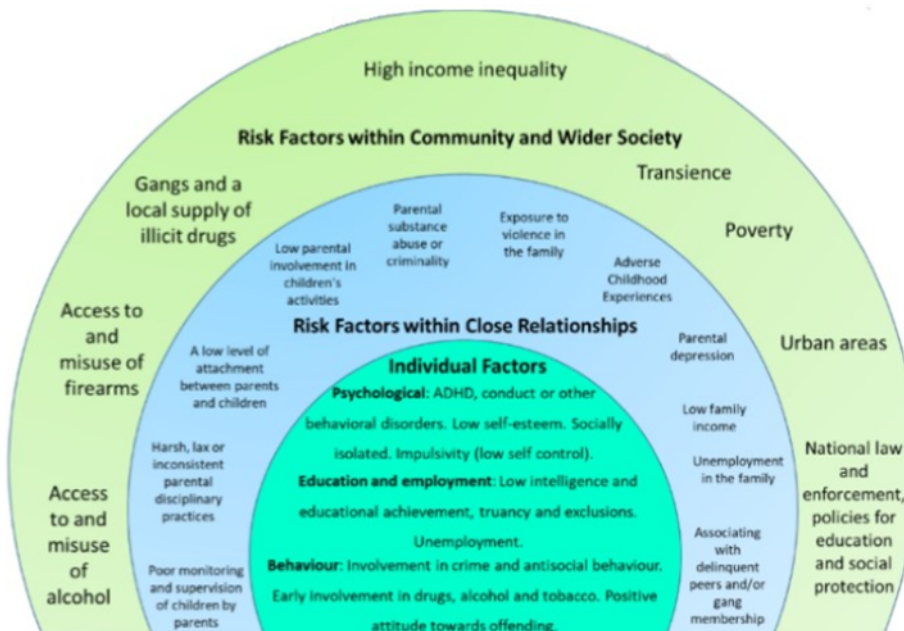 High income inequality
Risk Factors within Community and Wider Society
Transience
Gangs and a
local supply of
illicit drugs
Poverty
Access to
and
misuse of
firearms
Urban areas
Access
to and
misuse
of
alcohol
National law
and
enforcement,
policies for
education
and social
protection
Parental
substance
abuse or
criminality
Exposure to
violence in
the family
Low parental
involvement in
children's
activities
Adverse
Childhood
Experiences
Risk Factors within Close Relationships
A low level of
attachment
between parents
and children
Parental
depression
Low family
income
Harsh, lax or
inconsistent
parental
disciplinary
practices
Unemployment
in the family
Poor monitoring
and supervision
of children by
parents
Associating
with
delinquent
peers and/or
gang
membership
Individual Factors
Psychological: ADHD, conduct or other
behavioral disorders. Low self-esteem. Socially
isolated. Impulsivity (low self control).
Education and employment: Low intelligence and
educational achievement, truancy and exclusions.
Unemployment.
Behaviour: Involvement in crime and antisocial behaviour.
Early involvement in drugs, alcohol and tobacco. Positive
attitude towards offending.